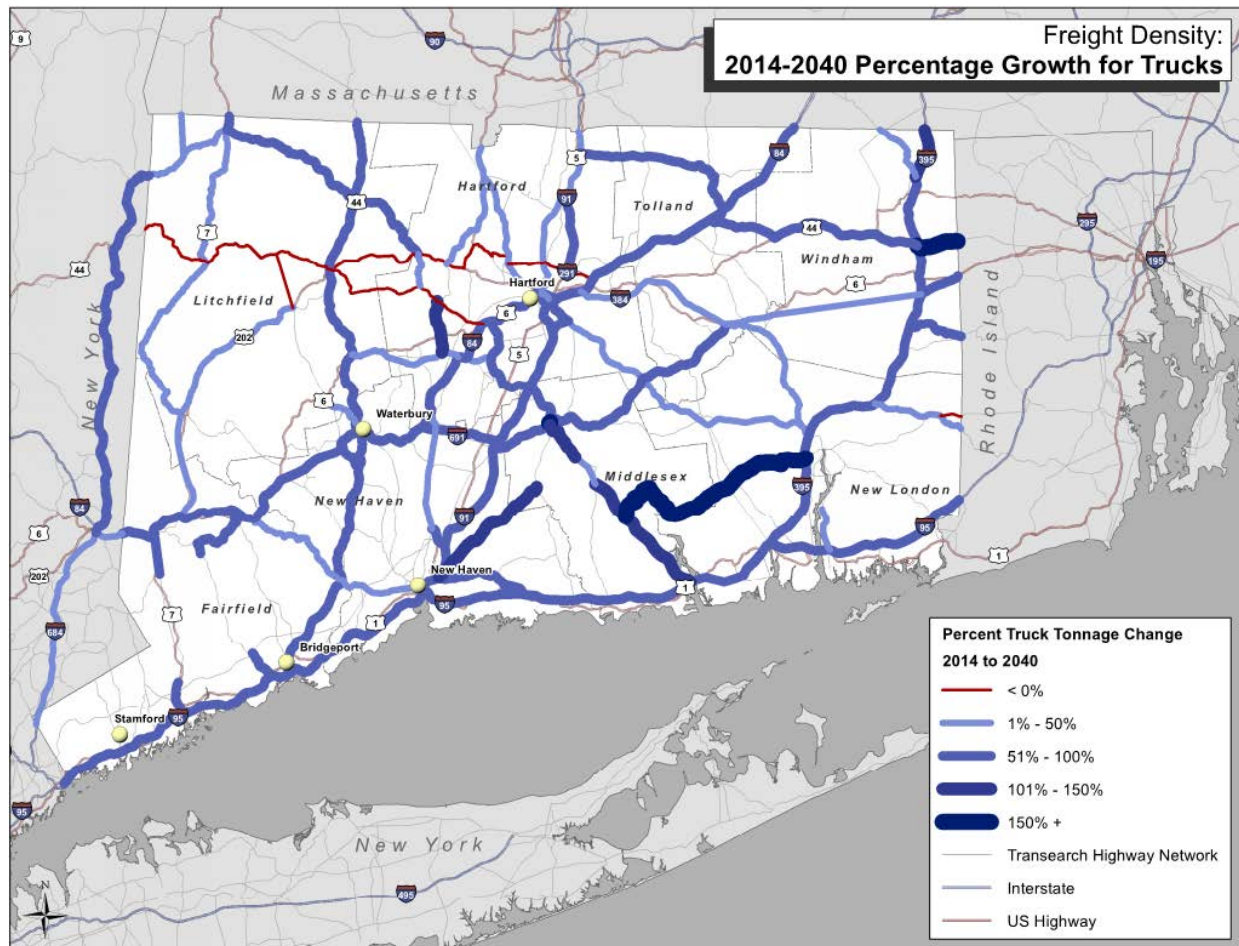 Freight Density:
2014-2040 Percentage Growth for Trucks
9
90
Massachusetts
5
84
395
Hartford
44
91
Tolland
7
295
44
44
Windham
195
291
6
Litchfield
Hartford
384
202
6
84
5
New York
Rhode Island
6
Waterbury
691
Middlesex
395
New London
New Haven
84
91
95
6
1
202
New Haven
1
95
7
Fairfield
1
684
Bridgeport
Stamford
95
95
New York
495
N
Percent Truck Tonnage Change
2014 to 2040
< 0%
1% - 50%
51% - 100%
101% - 150%
150% +
Transearch Highway Network
Interstate
US Highway